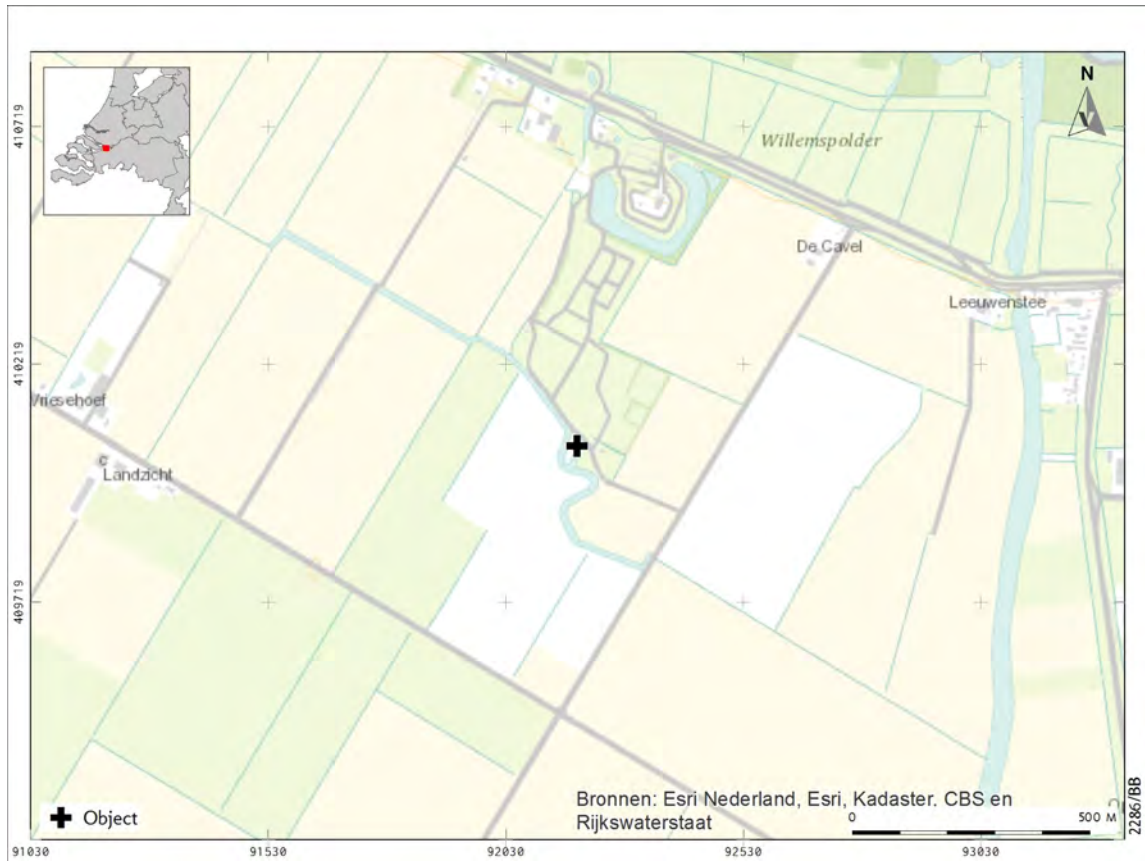 N
410719
Willemspolder
De Cavel
Leeuwenstee
410219
Vriesehoef
Landzicht
409719
Object
Bronnen: Esri Nederland, Esri, Kadaster. CBS en
Rijkswaterstaat
0
500 M
2286/BB
91030
91530
92030
92530
93030